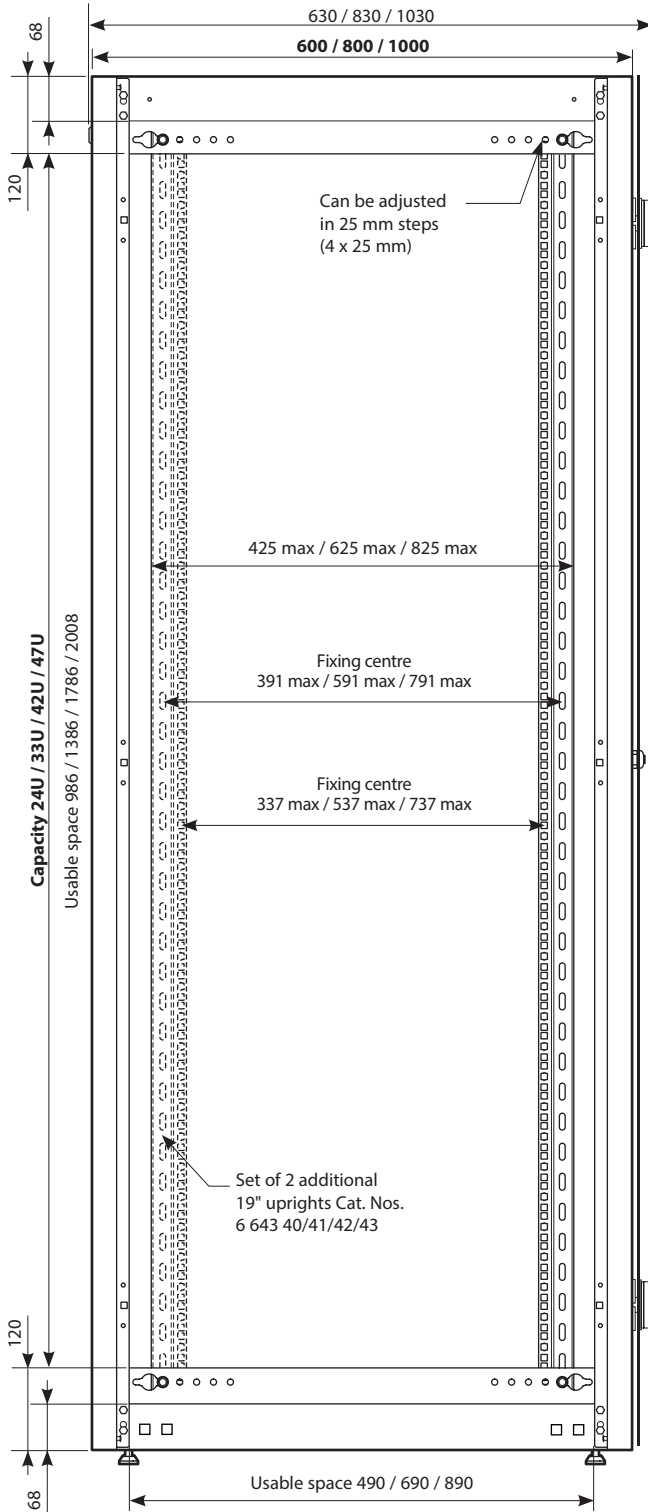 630 / 830 / 1030
68
600 / 800 / 1000
120
Can be adjusted
in 25 mm steps
(4 x 25 mm)
425 max / 625 max / 825 max
Fixing centre
391 max / 591 max / 791 max
Capacity 24U / 33U / 42U / 47U
Usable space 986 / 1386 / 1786 / 2008
Fixing centre
337 max / 537 max / 737 max
Set of 2 additional
19" uprights Cat. Nos.
6 643 40/41/42/43
120
68
Usable space 490 / 690 / 890